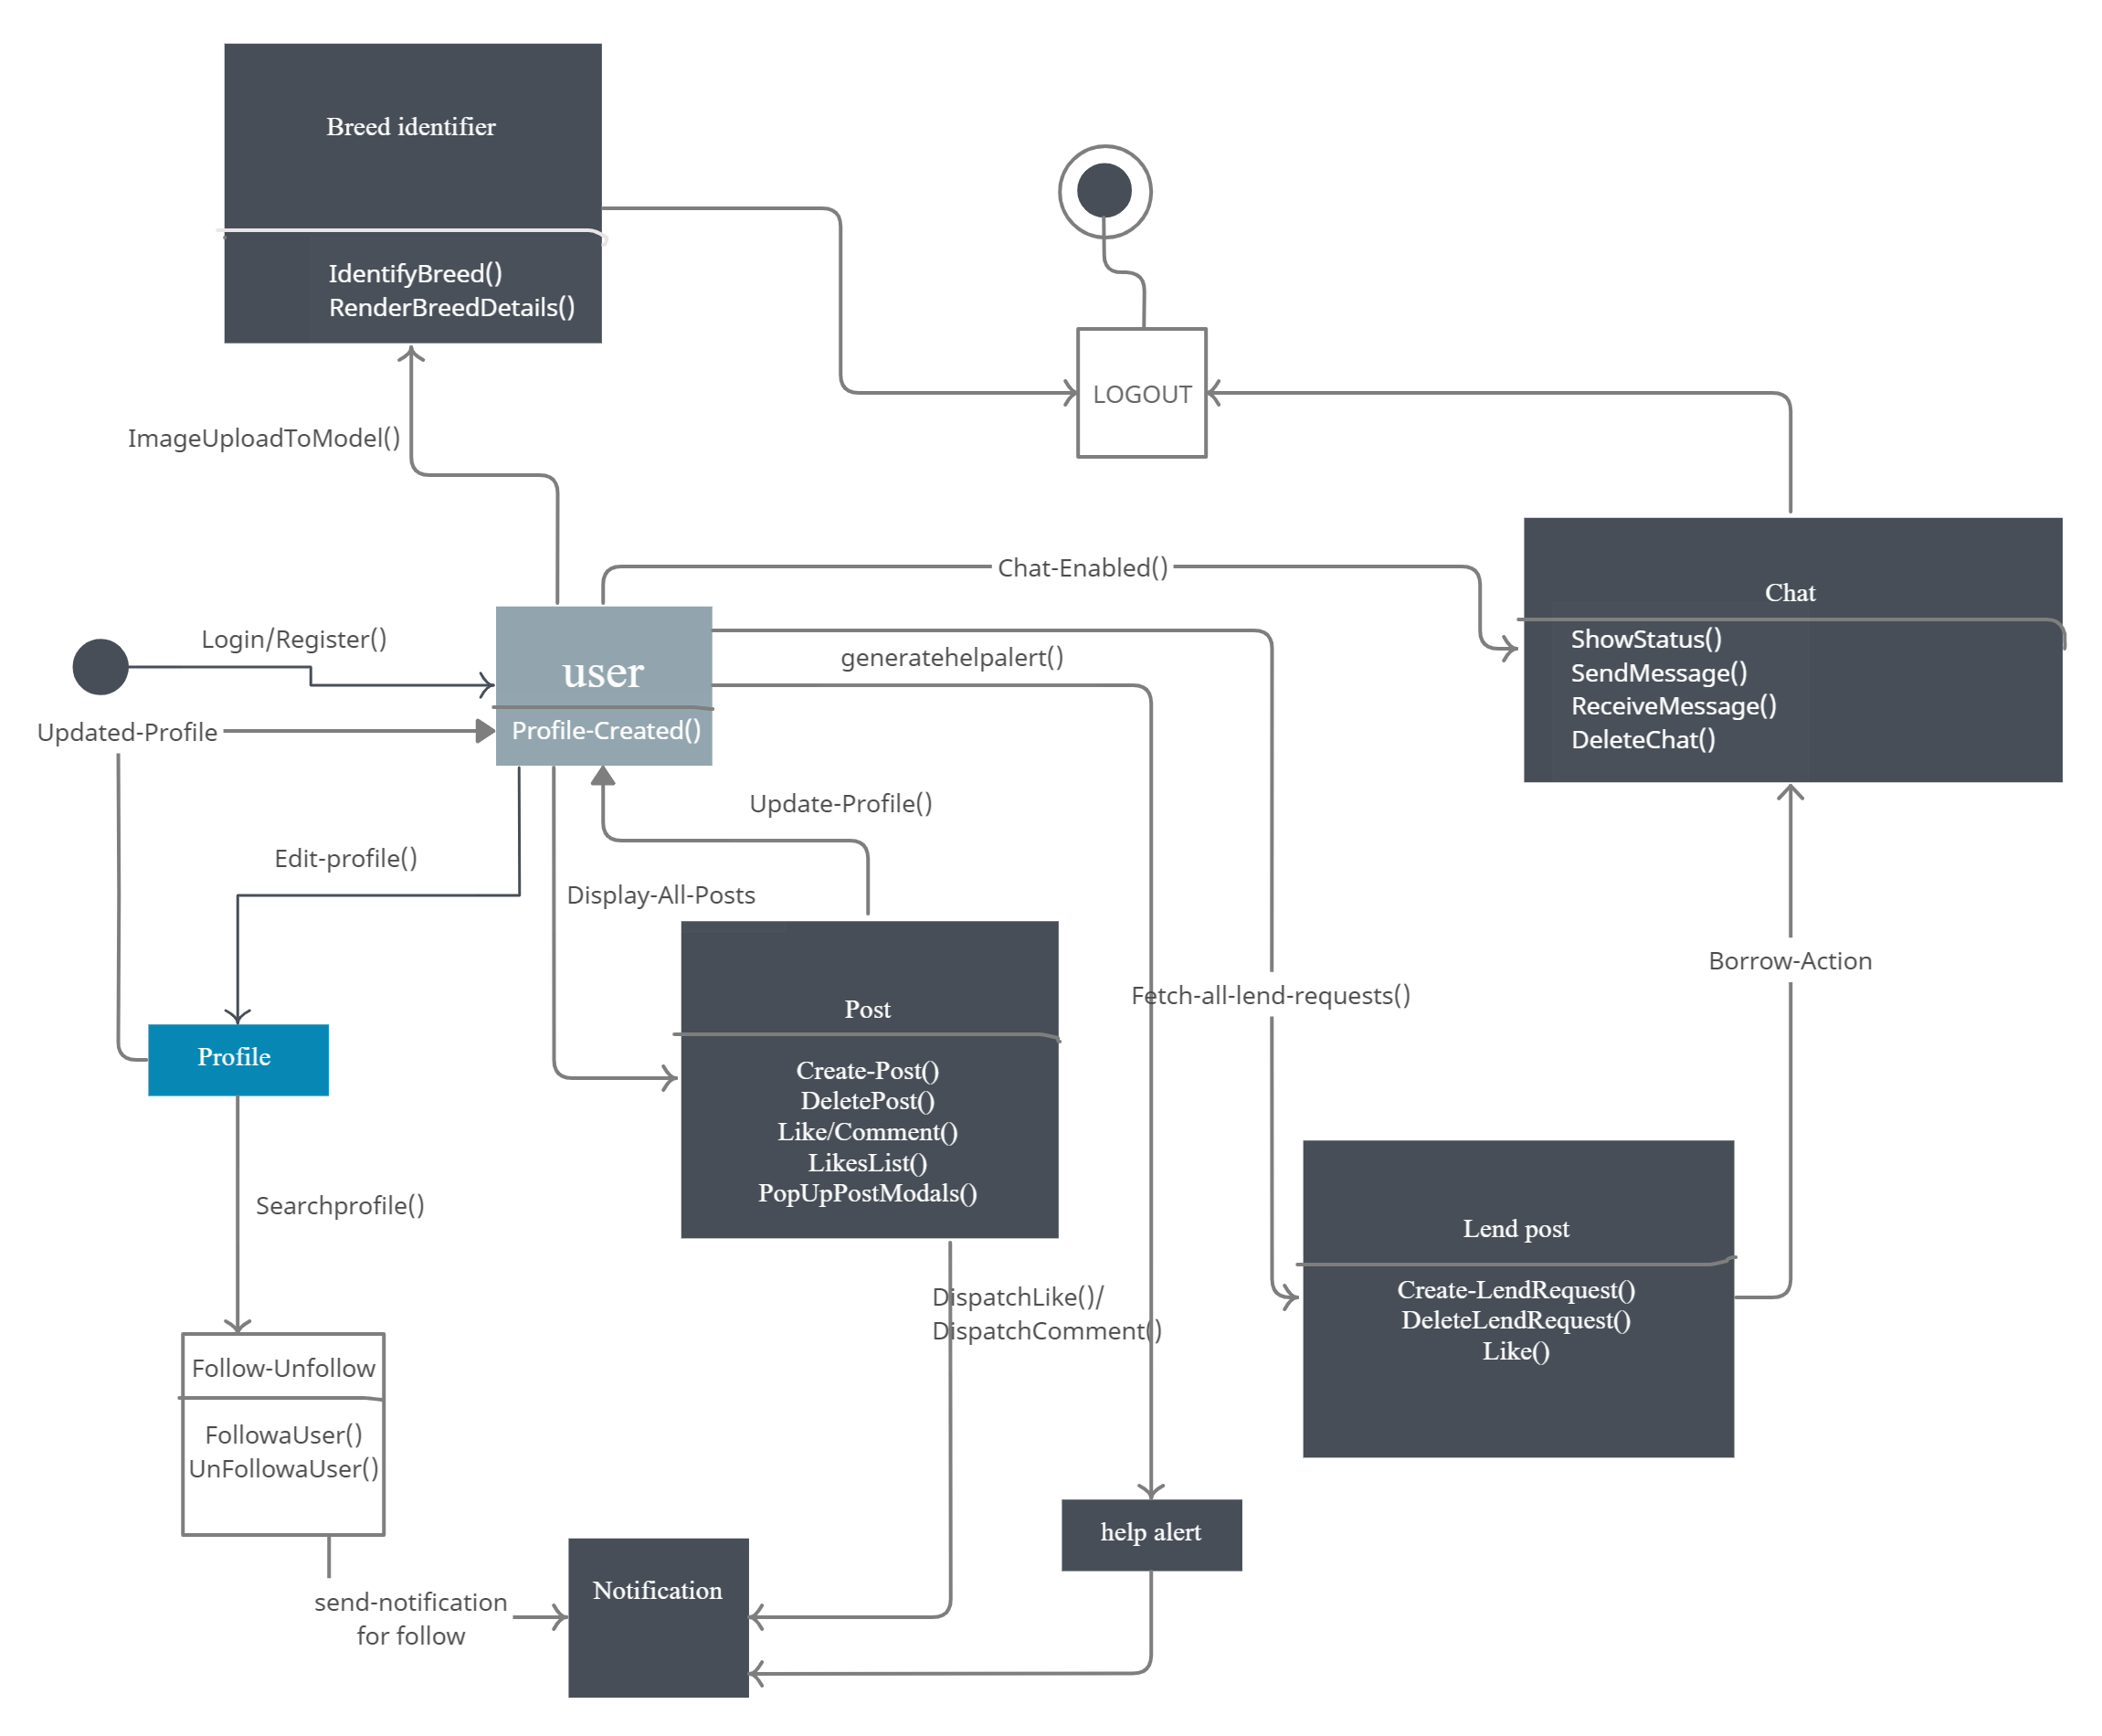 Breed identifier
IdentifyBreed()
RenderBreedDetails()
LOGOUT
ImageUploadToModel()
Chat-Enabled()
Chat
ShowStatus()
SendMessage()
ReceiveMessage()
DeleteChat()
Login/Register()
user
Profile-Created()
generatehelpalert()
Updated-Profile
Update-Profile()
Edit-profile()
Display-All-Posts
Borrow-Action
Fetch-all-lend-requests()
Post
Create-Post()
DeletePost()
Like/Comment()
LikesList()
PopUpPostModals()
Profile
Searchprofile()
Lend post
Create-LendRequest()
DeleteLendRequest()
Like()
DispatchLike()/
DispatchComment()
Follow-Unfollow
FollowaUser()
UnFollowaUser()
help alert
Notification
send-notification
for follow